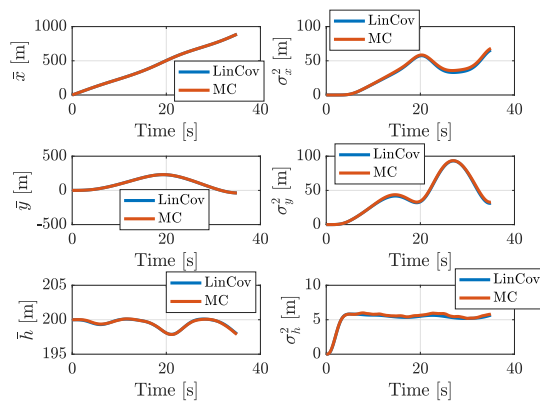 1000
500
0
x̄ [m]
0
20
40
Time [s]
LinCov
MC
100
50
0
σ²ₓ [m]
0
20
40
Time [s]
LinCov
MC
500
0
-500
ȳ [m]
0
20
40
Time [s]
LinCov
MC
100
50
0
σ²_y [m]
0
20
40
Time [s]
LinCov
MC
205
200
195
h̄ [m]
0
20
40
Time [s]
LinCov
MC
10
5
0
σ²_h [m]
0
20
40
Time [s]
LinCov
MC